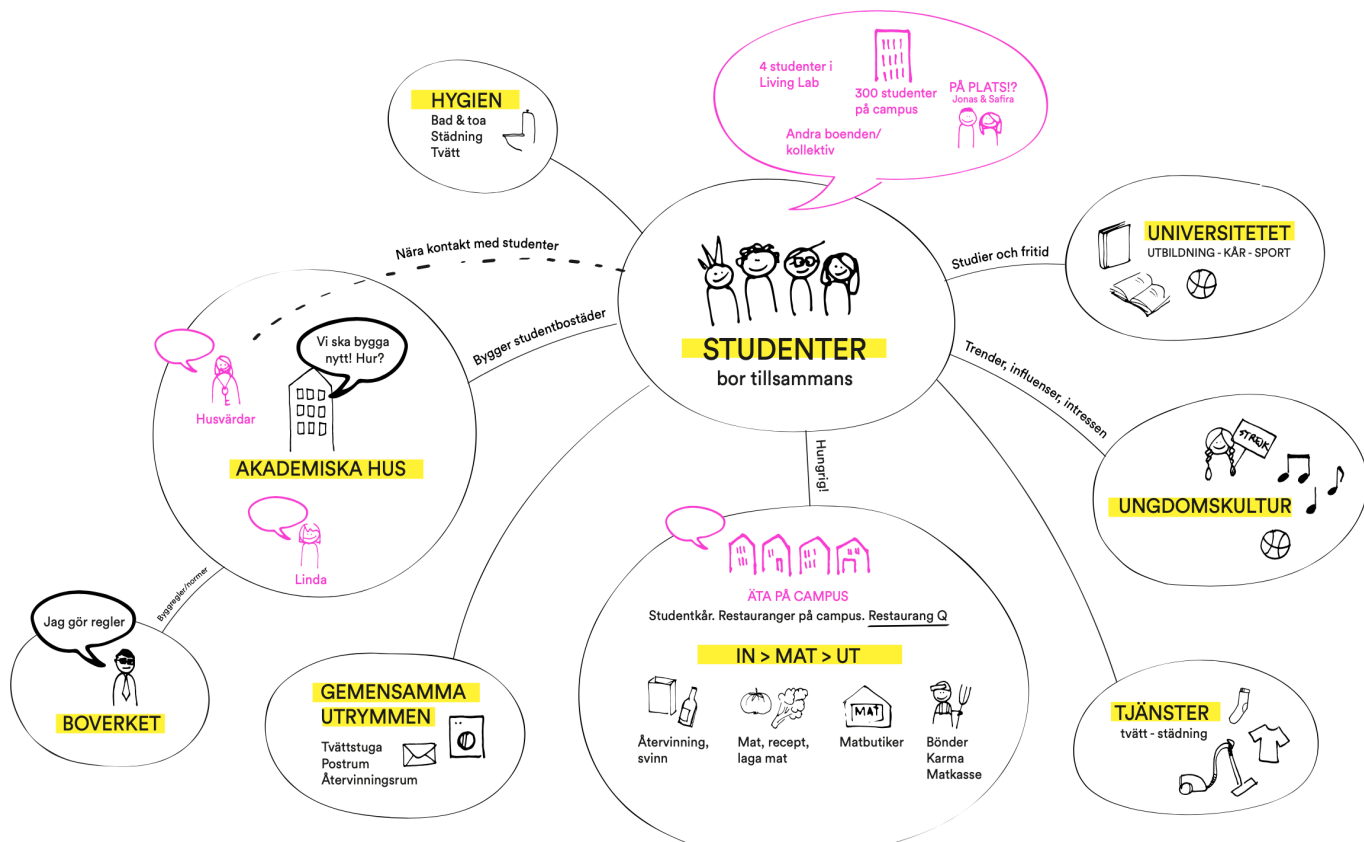 4 studenter i
Living Lab
300 studenter
på campus
PÅ PLATS!?
Jonas & Safira
Andra boenden/
kollektiv
HYGIEN
Bad & toa
Städning
Tvätt
Nära kontakt med studenter
STUDENTER
bor tillsammans
Studier och fritid
UNIVERSITETET
UTBILDNING - KÅR - SPORT
Bygger studentbostäder
Vi ska bygga
nytt! Hur?
Husvärdar
AKADEMISKA HUS
Linda
Trender, influenser, intressen
STREJK
UNGDOMSKULTUR
Hungrig!
Byggregler/normer
Jag gör regler
BOVERKET
GEMENSAMMA
UTRYMMEN
Tvättstuga
Postrum
Återvinningsrum
ÄTA PÅ CAMPUS
Studentkår. Restauranger på campus. Restaurang Q
IN > MAT > UT
MAT
Återvinning,
svinn
Mat, recept,
laga mat
Matbutiker
Bönder
Karma
Matkasse
TJÄNSTER
tvätt - städning